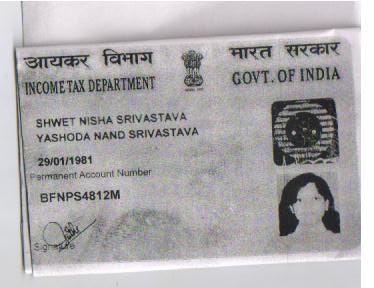 आयकर विभाग
भारत सरकार
INCOME TAX DEPARTMENT
GOVT. OF INDIA
SHWET NISHA SRIVASTAVA
YASHODA NAND SRIVASTAVA
29/01/1981
Permanent Account Number
BFNPS4812M
Signature